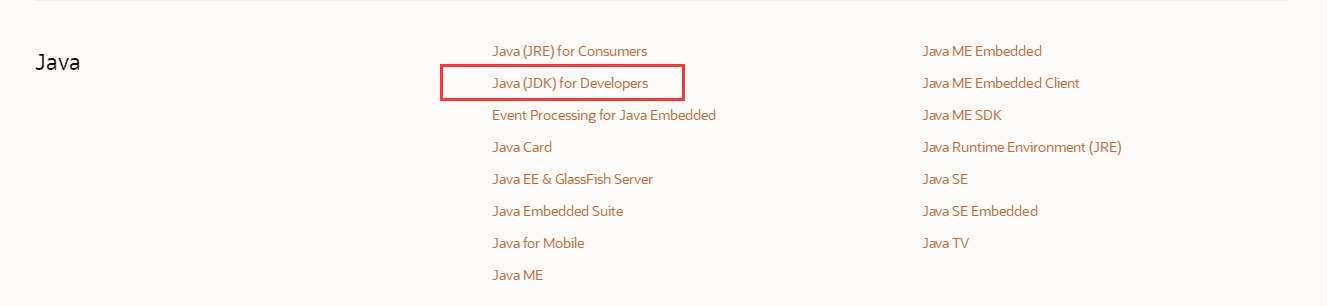 Java
Java (JRE) for Consumers
Java (JDK) for Developers
Event Processing for Java Embedded
Java Card
Java EE & GlassFish Server
Java Embedded Suite
Java for Mobile
Java ME
Java ME Embedded
Java ME Embedded Client
Java ME SDK
Java Runtime Environment (JRE)
Java SE
Java SE Embedded
Java TV